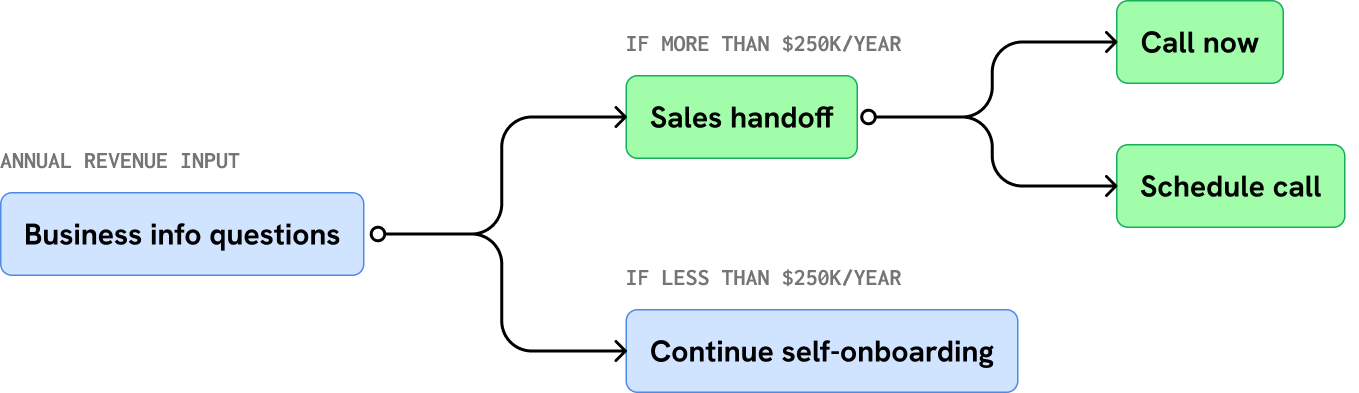 IF MORE THAN $250K/YEAR
Call now
Sales handoff
ANNUAL REVENUE INPUT
Schedule call
Business info questions
IF LESS THAN $250K/YEAR
Continue self-onboarding